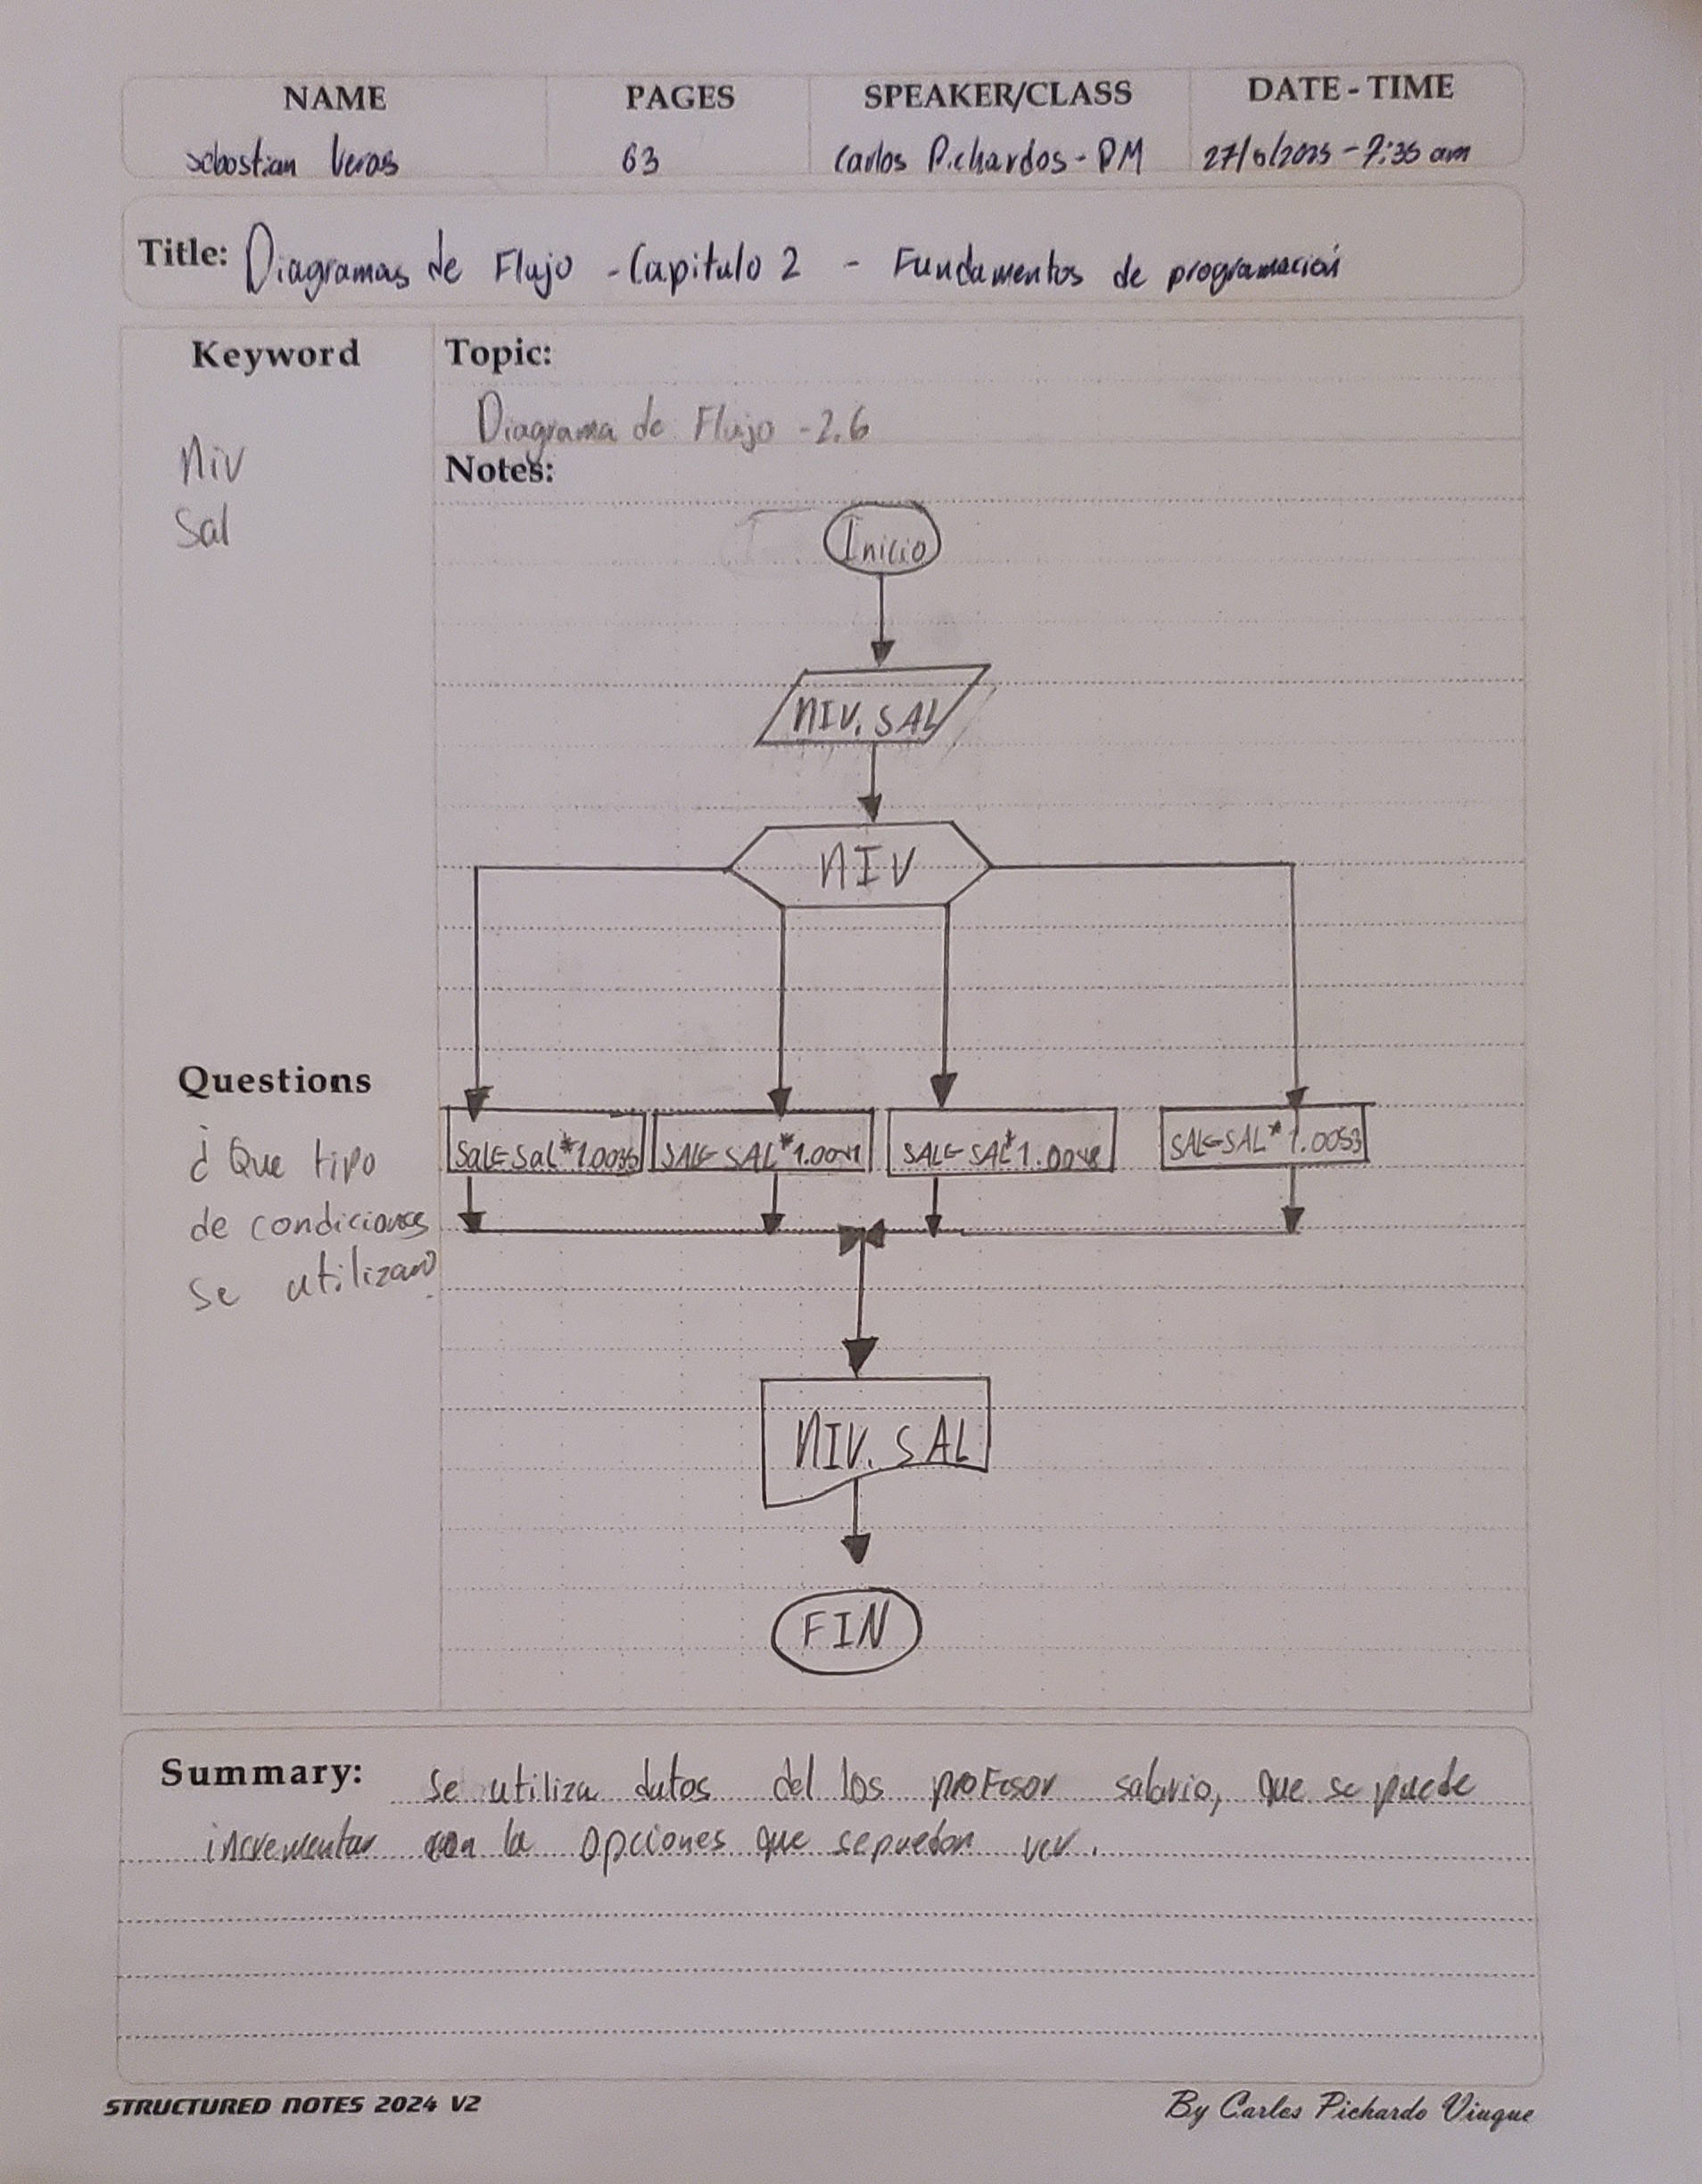 NAME PAGES SPEAKER/CLASS DATE - TIME
sebastian Veras 63 Carlos Pichardos - PM 27/ /2025 - 7:35 am
Title: Diagramas de Flujo - Capitulo 2 - Fundamentos de programación
Keyword
Niv
Sal
Topic:
Diagrama de Flujo - 2.6
Notes:
Inicio
NIV. SAL
NIV
Sal← Sal*1.0035 SAL← SAL*1.0041 SAL← SAL*1.0048 SAL← SAL*1.0053
NIV. SAL
FIN
Questions
¿ Que tipo
de condiciones
se utilizan
Summary: Se utiliza datos del los profesor salario, que se puede
incrementar con la Opciones que se puedan ver.
STRUCTURED NOTES 2024 V2
By Carlos Pichardo Viuque